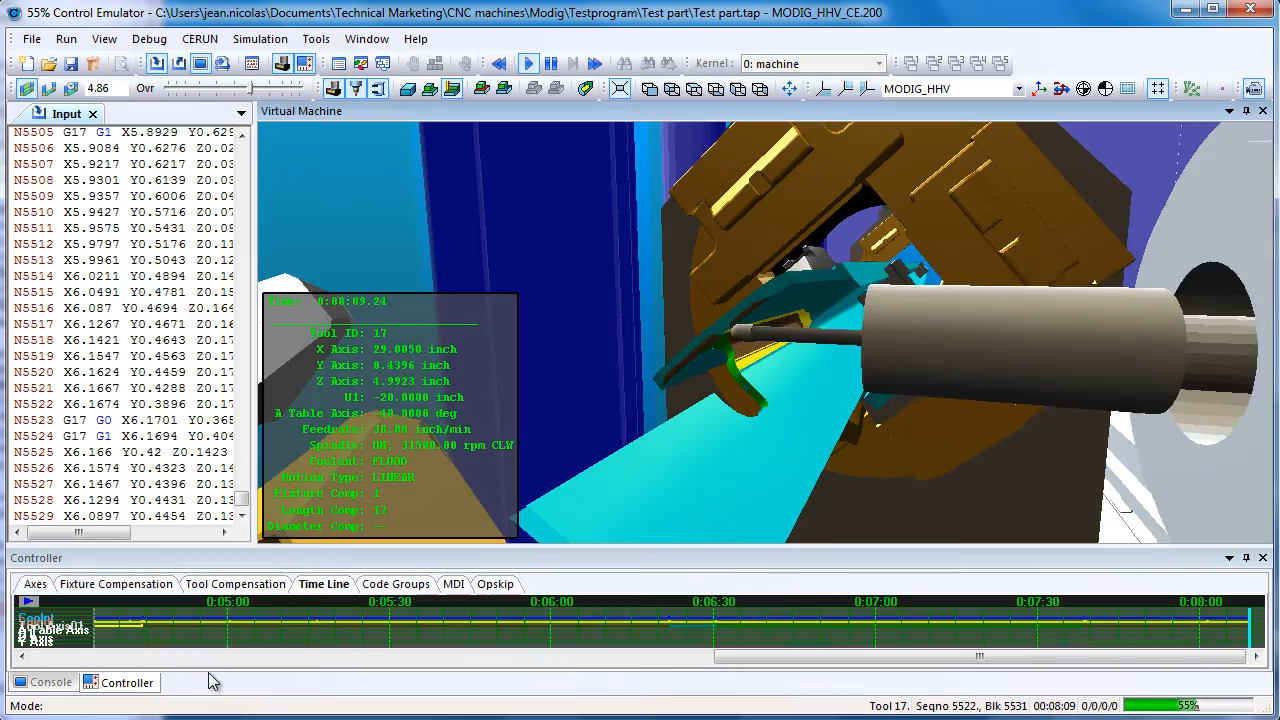 55% Control Emulator - C:\Users\jean.nicolas\Documents\Technical Marketing\CNC machines\Modig\Testprogram\Test part\Test part.tap - MODIG_HHV_CE.200
File Run View Debug CERUN Simulation Tools Window Help
Kernel : 0: machine
4.86 Ovr MODIG_HHV
Input
Virtual Machine
N5505 G17 G1 X5.8929 Y0.629
N5506 X5.9084 Y0.6276 Z0.02
N5507 X5.9217 Y0.6217 Z0.03
N5508 X5.9301 Y0.6139 Z0.04
N5509 X5.9357 Y0.6006 Z0.04
N5510 X5.9427 Y0.5716 Z0.07
N5511 X5.9575 Y0.5431 Z0.09
N5512 X5.9797 Y0.5176 Z0.11
N5513 X5.9961 Y0.5043 Z0.12
N5514 X6.0211 Y0.4894 Z0.12
N5515 X6.0491 Y0.4781 Z0.13
N5516 X6.087 Y0.4694 Z0.134
N5517 X6.1267 Y0.4671 Z0.13
N5518 X6.1421 Y0.4643 Z0.13
N5519 X6.1547 Y0.4563 Z0.13
N5520 X6.1624 Y0.4459 Z0.13
N5521 X6.1667 Y0.4288 Z0.13
N5522 X6.1674 Y0.3896 Z0.13
N5523 G17 G0 X6.1701 Y0.365
N5524 G17 G1 X6.1694 Y0.404
N5525 X6.166 Y0.42 Z0.1423
N5526 X6.1574 Y0.4323 Z0.13
N5527 X6.1467 Y0.4396 Z0.13
N5528 X6.1294 Y0.4431 Z0.13
N5529 X6.0897 Y0.4454 Z0.13
Time: 0:08:09.24
Tool ID: 17
X Axis: 29.0050 inch
Y Axis: 0.4396 inch
Z Axis: 4.9923 inch
U1: -20.0000 inch
A Table Axis: -40.0000 deg
Feedrate: 30.00 inch/min
Spindle: ON, 31500.00 rpm CLW
Coolant: FLOOD
Motion Type: LINEAR
Fixture Comp: 1
Length Comp: 17
Diameter Comp: --
Controller
Axes Fixture Compensation Tool Compensation Time Line Code Groups MDI Opskip
0:05:00 0:05:30 0:06:00 0:06:30 0:07:00 0:07:30 0:08:00
A Table Axis
Console Controller
Mode: Tool 17. Seqno 5522., Blk 5531 00:08:09 0/0/0/0 55%